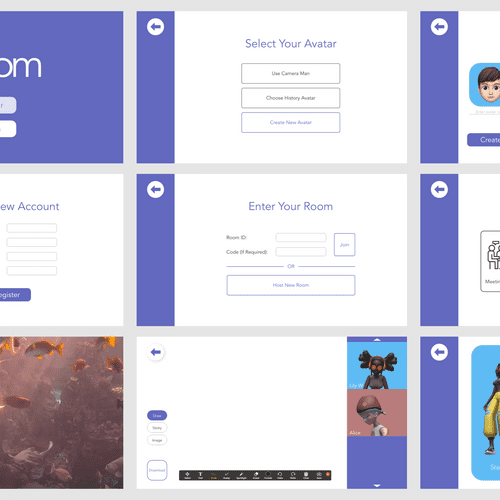 om
Select Your Avatar
Use Camera Man
Choose History Avatar
Create New Avatar
Create
ew Account
egister
Enter Your Room
Room ID:
Code (If Required):
Join
OR
Host New Room
Meetin
Lily W
Alice
Draw
Sticky
Image
Download
Sta